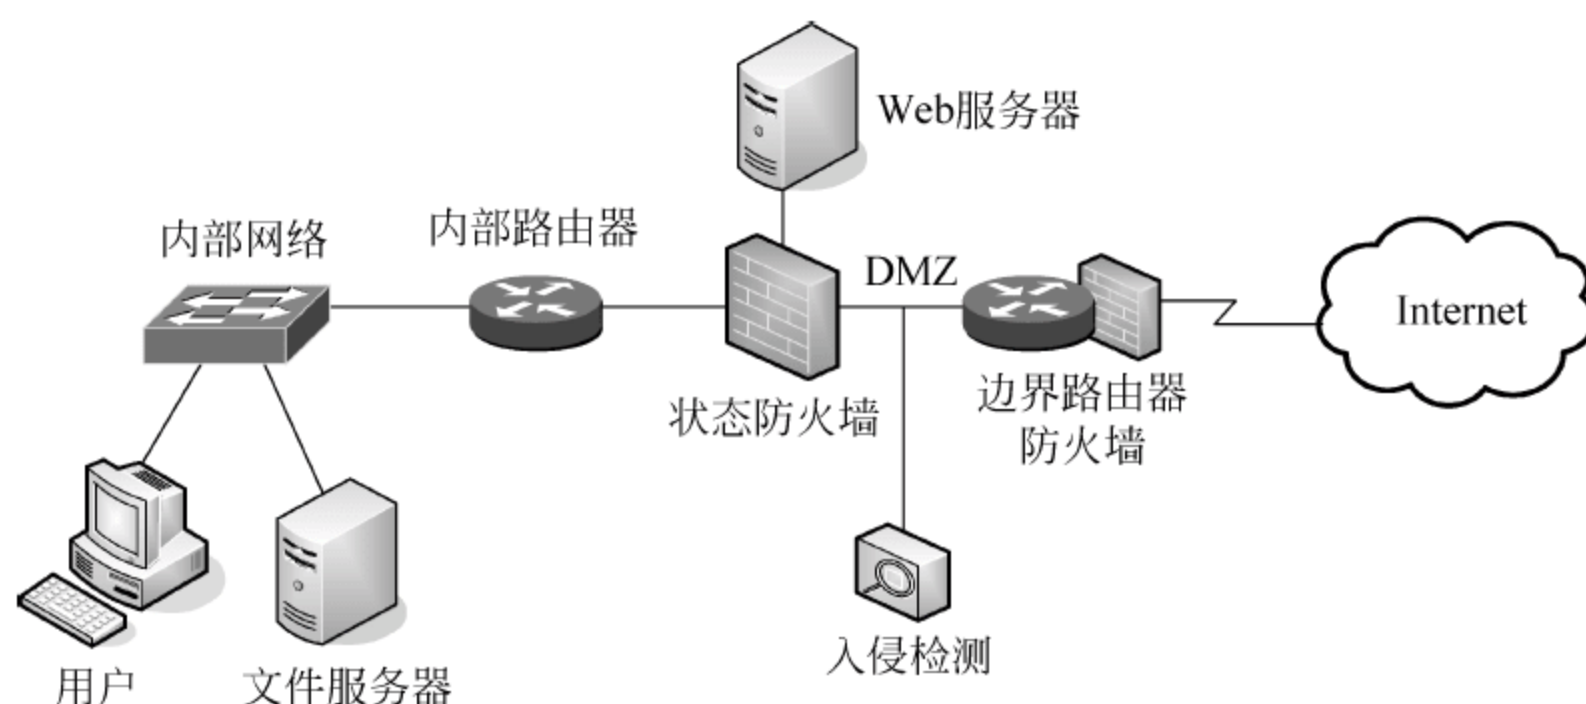 Web服务器
内部网络
内部路由器
DMZ
Internet
状态防火墙
边界路由器
防火墙
入侵检测
用户
文件服务器